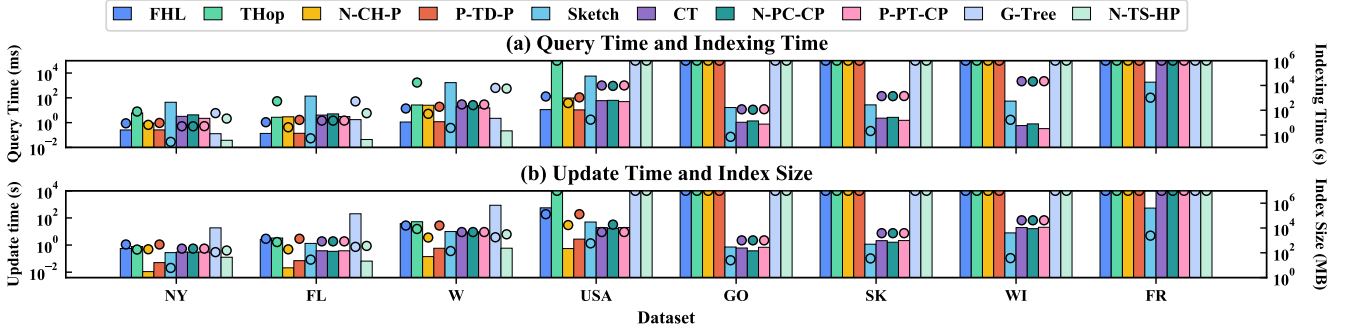 FHL THop N-CH-P P-TD-P Sketch CT N-PC-CP P-PT-CP G-Tree N-TS-HP
(a) Query Time and Indexing Time
Query Time (ms)
10^4
10^2
10^0
10^-2
10^6
10^4
10^2
10^0
Indexing Time (s)
(b) Update Time and Index Size
Update time (s)
10^4
10^2
10^0
10^-2
10^6
10^4
10^2
10^0
Index Size (MB)
NY FL W USA GO SK WI FR
Dataset